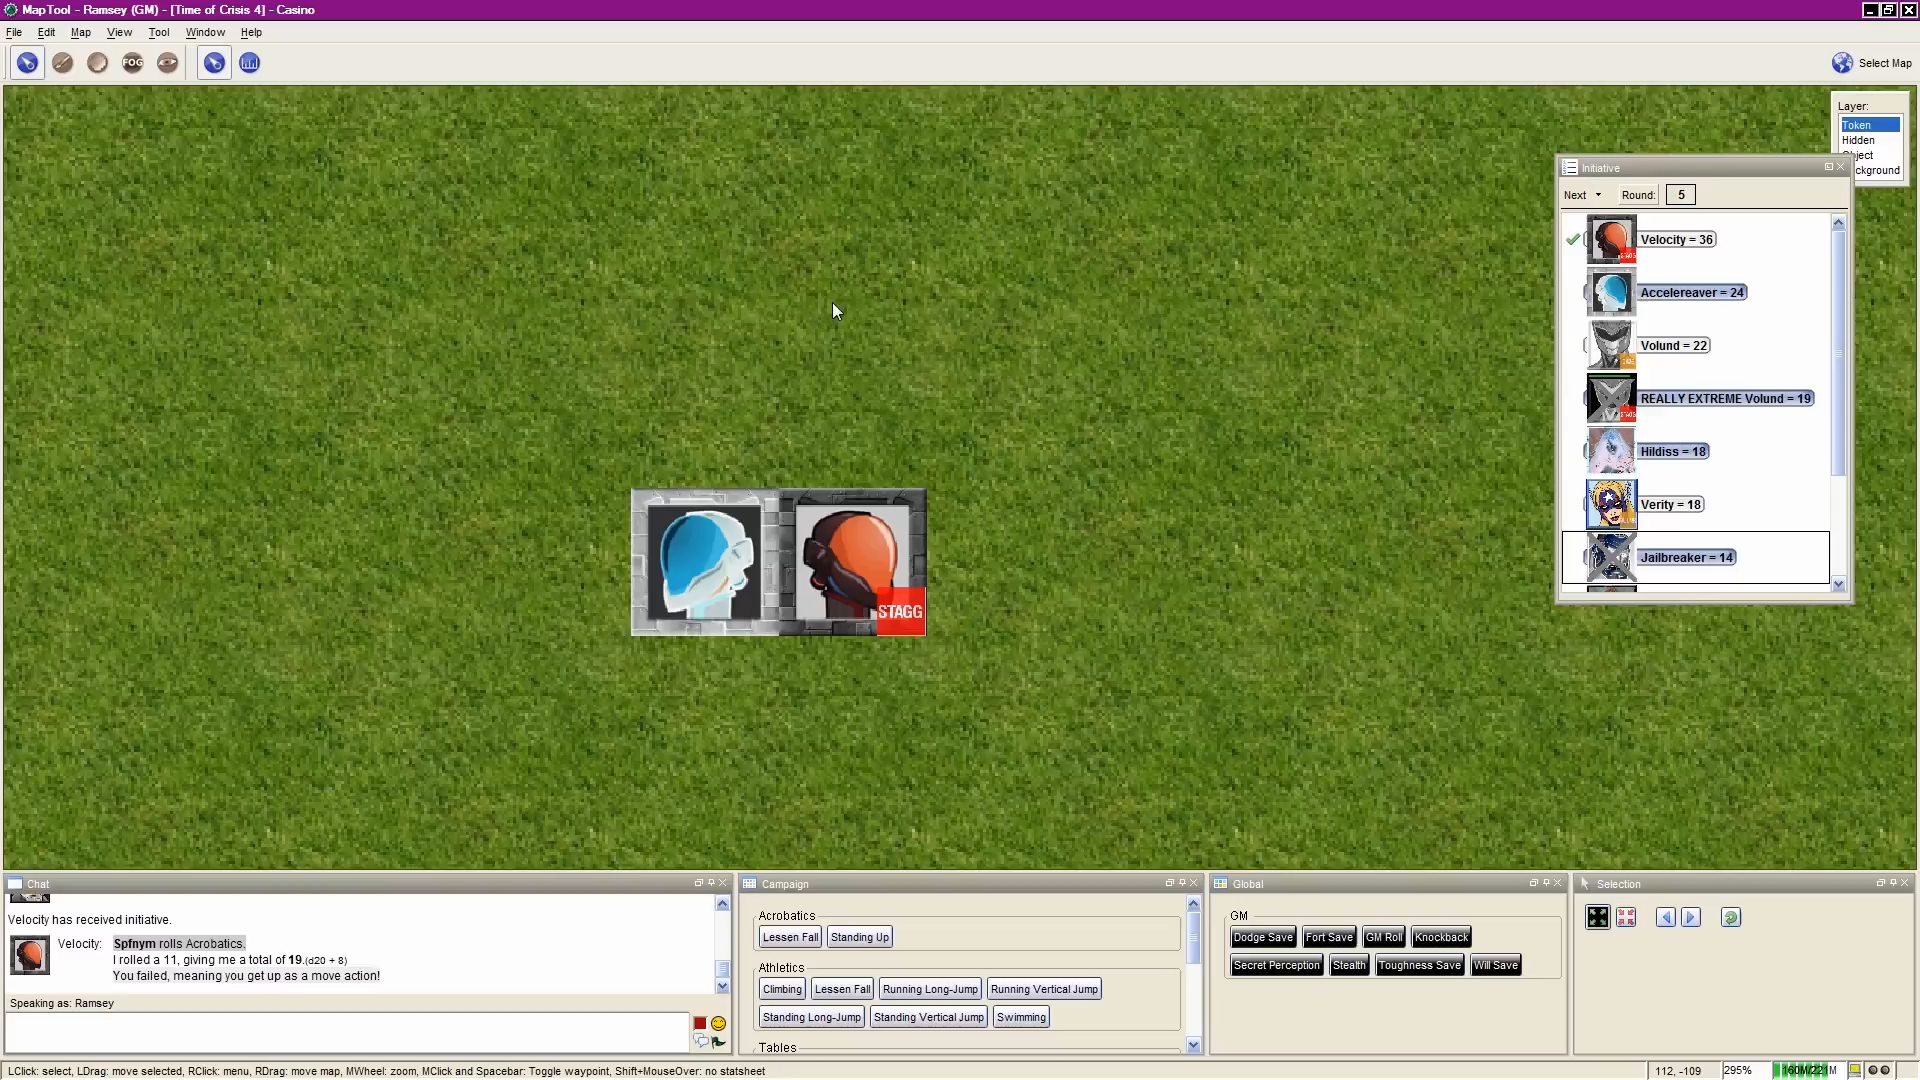 MapTool - Ramsey (GM) - [Time of Crisis 4] - Casino
File Edit Map View Tool Window Help
FOG
Select Map
Layer:
Token
Hidden
Object
ckground
Initiative
Next Round: 5
Velocity = 36
Accelereaver = 24
Volund = 22
REALLY EXTREME Volund = 19
Hildiss = 18
Verity = 18
Jailbreaker = 14
STAGG
Chat
Velocity has received initiative.
Velocity: Spfnym rolls Acrobatics.
I rolled a 11, giving me a total of 19.(d20 + 8)
You failed, meaning you get up as a move action!
Speaking as: Ramsey
Campaign
Acrobatics
Lessen Fall Standing Up
Athletics
Climbing Lessen Fall Running Long-Jump Running Vertical Jump
Standing Long-Jump Standing Vertical Jump Swimming
Tables
Global
GM
Dodge Save Fort Save GM Roll Knockback
Secret Perception Stealth Toughness Save Will Save
Selection
LClick: select, LDrag: move selected, RClick: menu, RDrag: move map, MWheel: zoom, MClick and Spacebar: Toggle waypoint, Shift+MouseOver: no statsheet
112, -109 295% 160M/221M